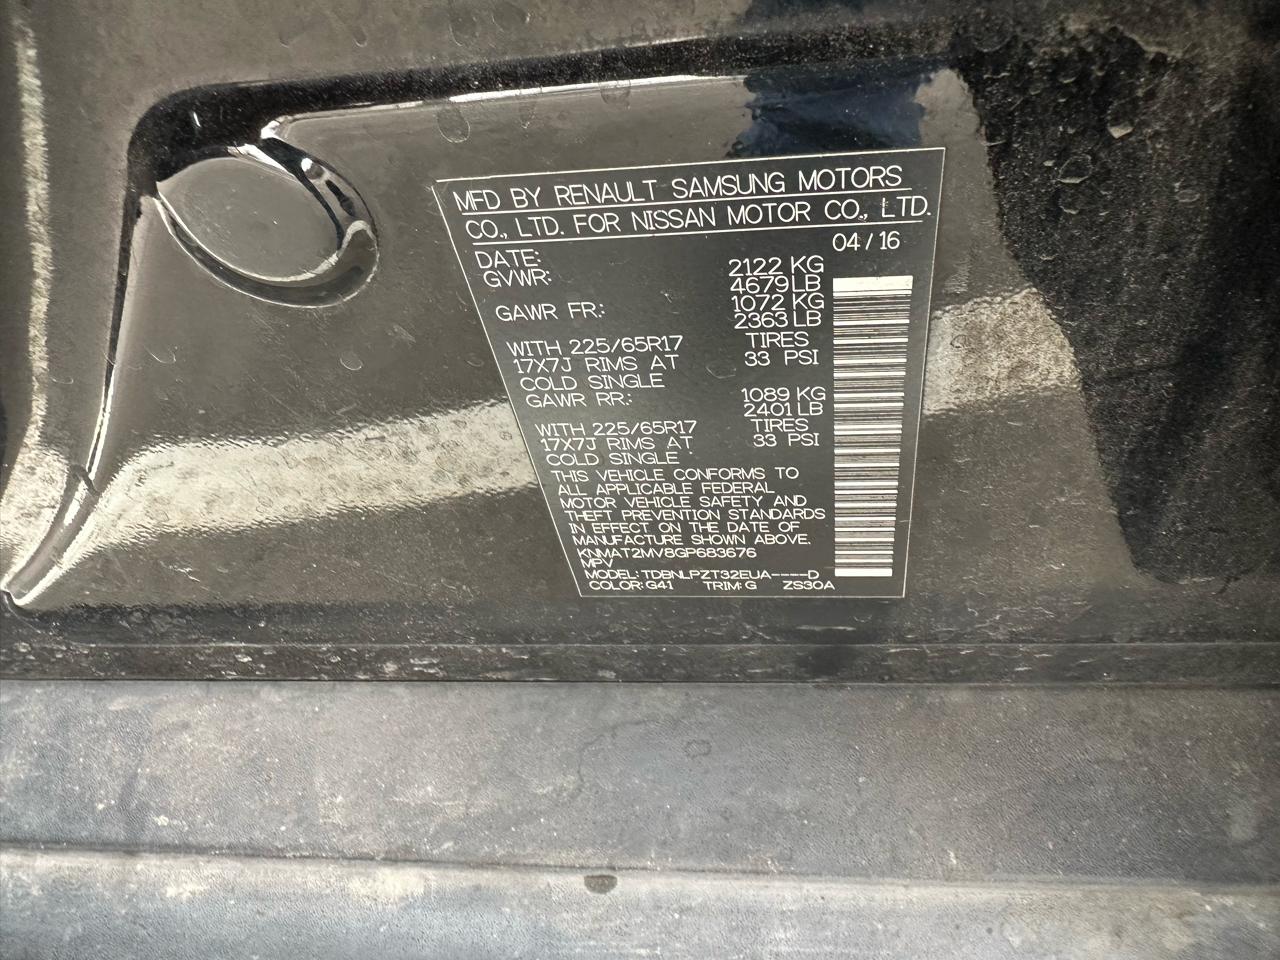 MFD BY RENAULT SAMSUNG MOTORS
CO., LTD. FOR NISSAN MOTOR CO., LTD.
DATE: 04/16
GVWR: 2122 KG
4679 LB
GAWR FR.: 1072 KG
2363 LB
WITH 225/65R17 TIRES
17X7J RIMS AT 33 PSI
COLD SINGLE
GAWR RR.: 1089 KG
2401 LB
WITH 225/65R17 TIRES
17X7J RIMS AT 33 PSI
COLD SINGLE
THIS VEHICLE CONFORMS TO
ALL APPLICABLE FEDERAL
MOTOR VEHICLE SAFETY AND
THEFT PREVENTION STANDARDS
IN EFFECT ON THE DATE OF
MANUFACTURE SHOWN ABOVE.
KNMAT2MV8GP683676
MPV
MODEL: TDBNLPZT32EUA----D
COLOR: G41 TRIM: G ZS30A